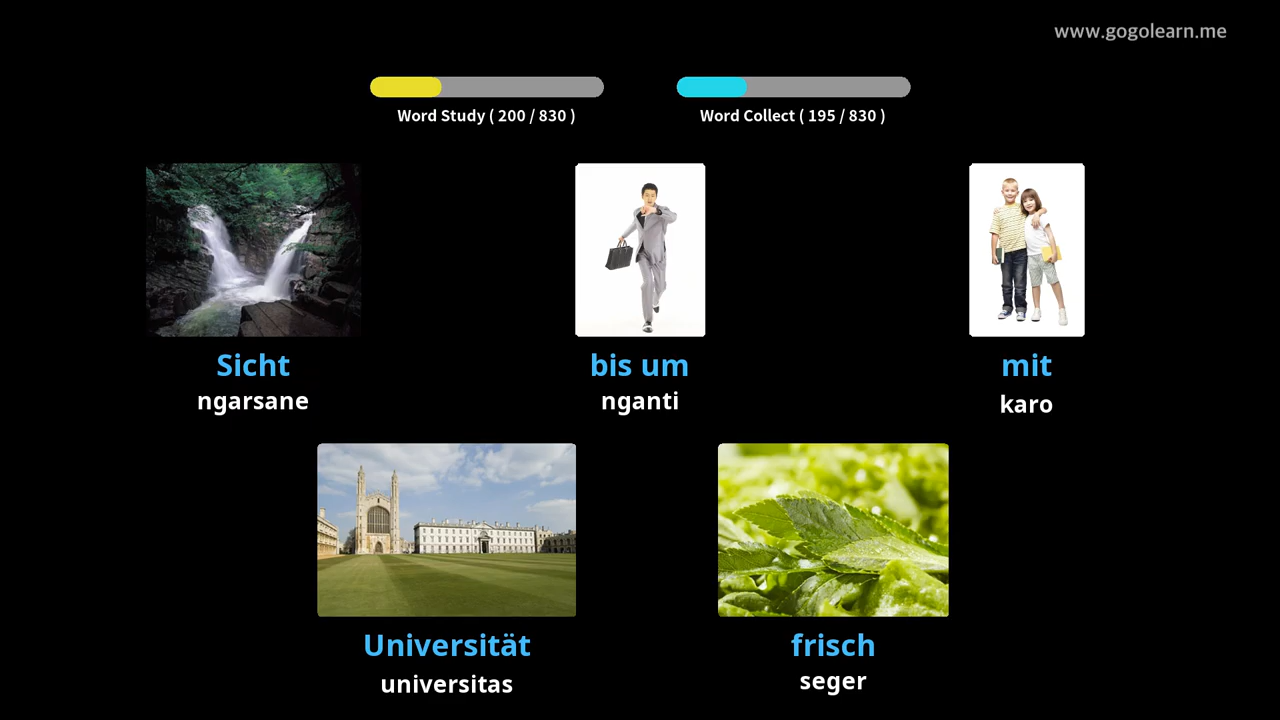 www.gogolearn.me
Word Study ( 200 / 830 )
Word Collect ( 195 / 830 )
Sicht
ngarsane
bis um
nganti
mit
karo
Universität
universitas
frisch
seger